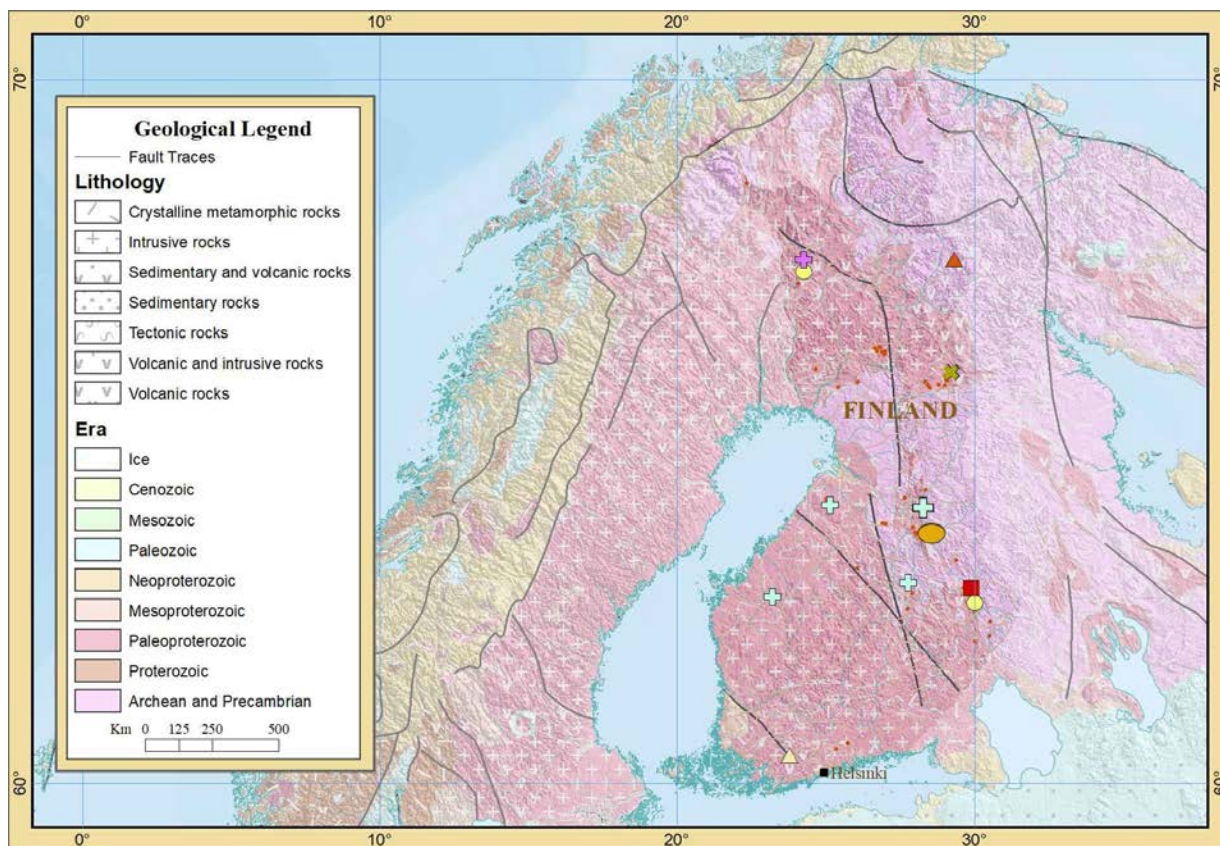 0°
10°
20°
30°
70°
70°
Geological Legend
Fault Traces
Lithology
Crystalline metamorphic rocks
Intrusive rocks
Sedimentary and volcanic rocks
Sedimentary rocks
Tectonic rocks
Volcanic and intrusive rocks
Volcanic rocks
Era
Ice
Cenozoic
Mesozoic
Paleozoic
Neoproterozoic
Mesoproterozoic
Paleoproterozoic
Proterozoic
Archean and Precambrian
Km 0 125 250 500
FINLAND
Helsinki
60°
60°
0°
10°
20°
30°